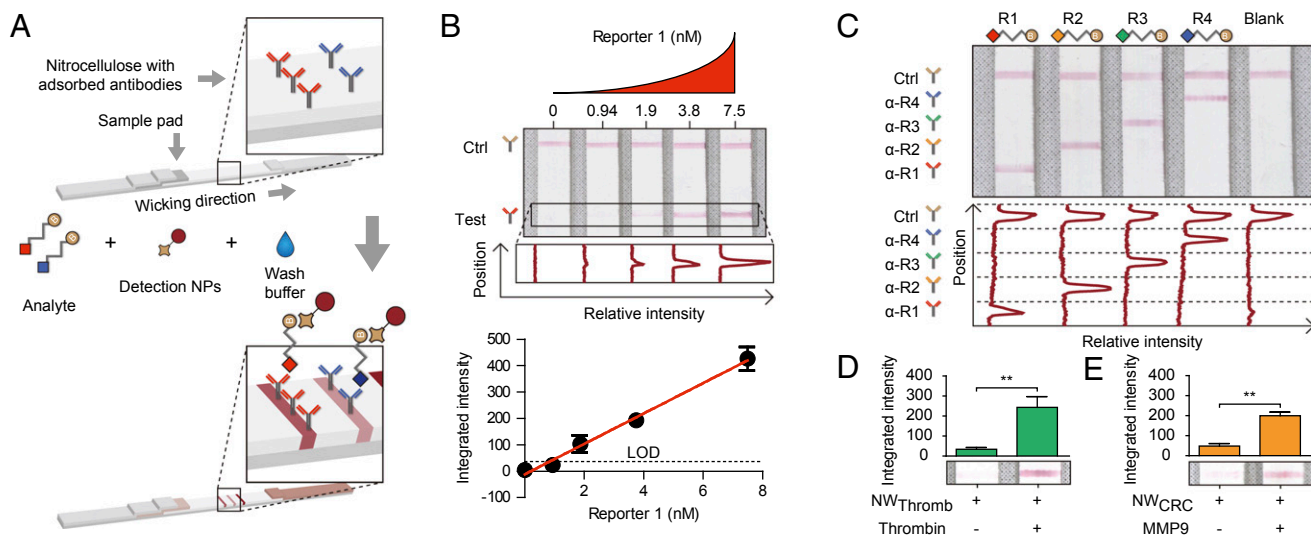 A
Nitrocellulose with
adsorbed antibodies
Sample pad
Wicking direction
+
+
Analyte
Detection NPs
Wash
buffer
B
Reporter 1 (nM)
0
0.94
1.9
3.8
7.5
Ctrl
Test
Position
Relative intensity
Integrated intensity
500
400
300
200
100
0
-100
LOD
2
4
6
8
Reporter 1 (nM)
C
R1
R2
R3
R4
Blank
B
B
B
B
Ctrl
α-R4
α-R3
α-R2
α-R1
Ctrl
α-R4
α-R3
α-R2
α-R1
Position
Relative intensity
D
Integrated intensity
400
300
200
100
0
**
NWThromb
+
+
Thrombin
-
+
E
Integrated intensity
400
300
200
100
0
**
NWCRC
+
+
MMP9
-
+